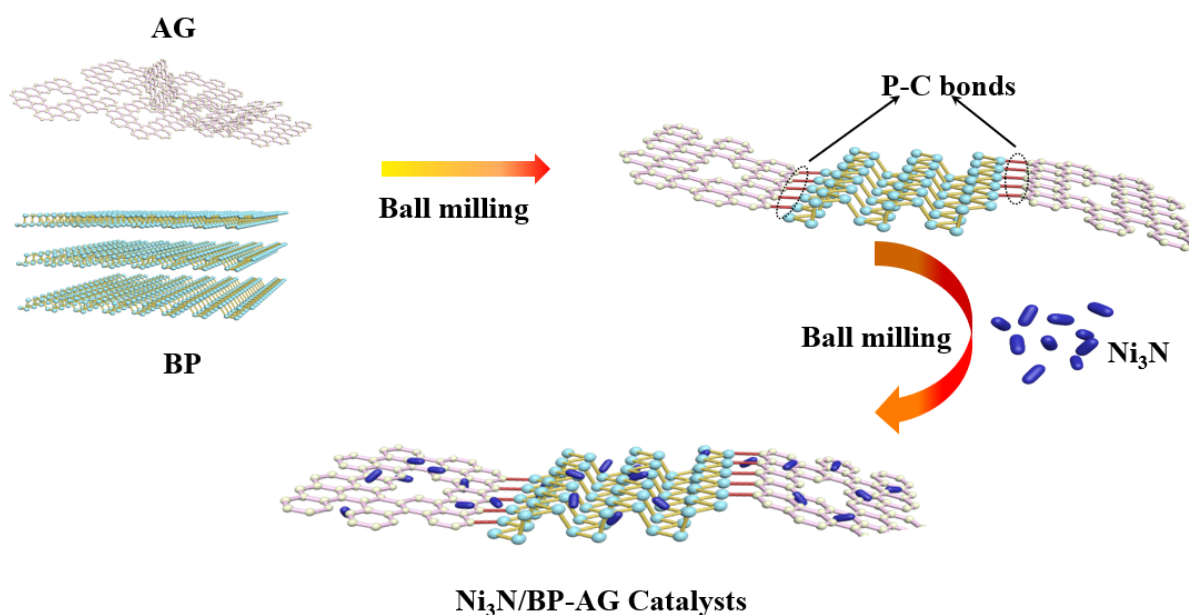 AG
BP
Ball milling
P-C bonds
Ball milling
Ni₃N
Ni₃N/BP-AG Catalysts